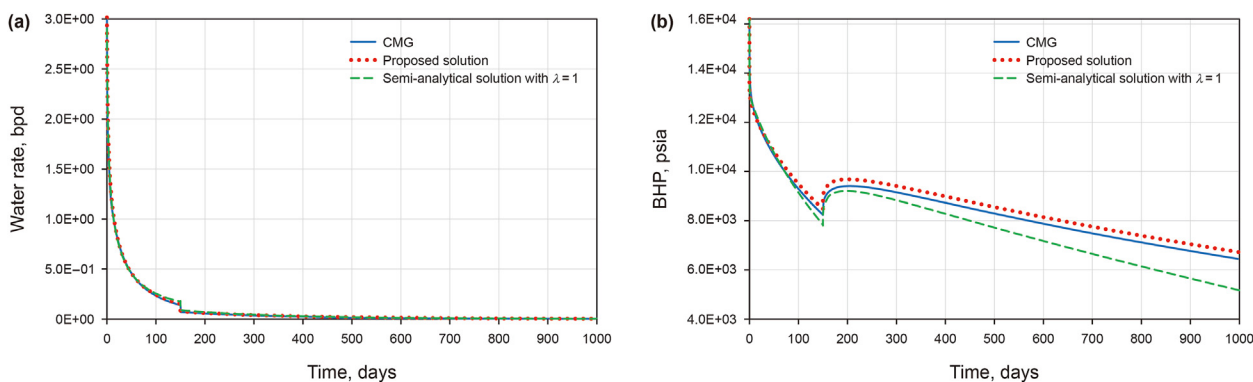 (a)
3.0E+00
2.5E+00
2.0E+00
1.5E+00
1.0E+00
5.0E−01
0E+00
Water rate, bpd
0 100 200 300 400 500 600 700 800 900 1000
Time, days
CMG
Proposed solution
Semi-analytical solution with λ = 1
(b)
1.6E+04
1.4E+04
1.2E+04
1.0E+04
8.0E+03
6.0E+03
4.0E+03
BHP, psia
0 100 200 300 400 500 600 700 800 900 1000
Time, days
CMG
Proposed solution
Semi-analytical solution with λ = 1